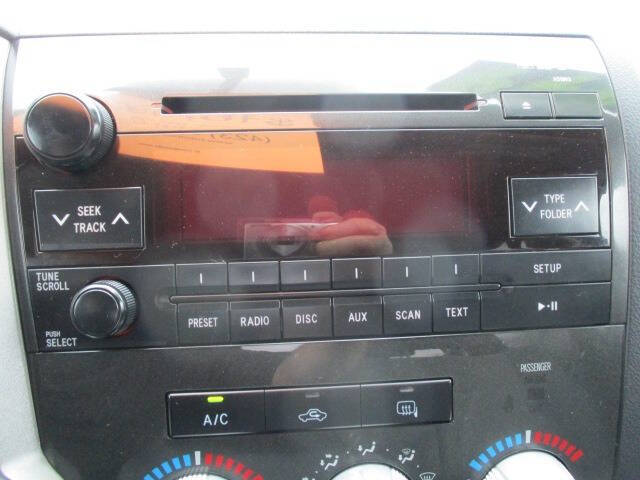 SEEK
TRACK
TYPE
FOLDER
TUNE
SCROLL
SETUP
PRESET
RADIO
DISC
AUX
SCAN
TEXT
PUSH
SELECT
PASSENGER
A/C